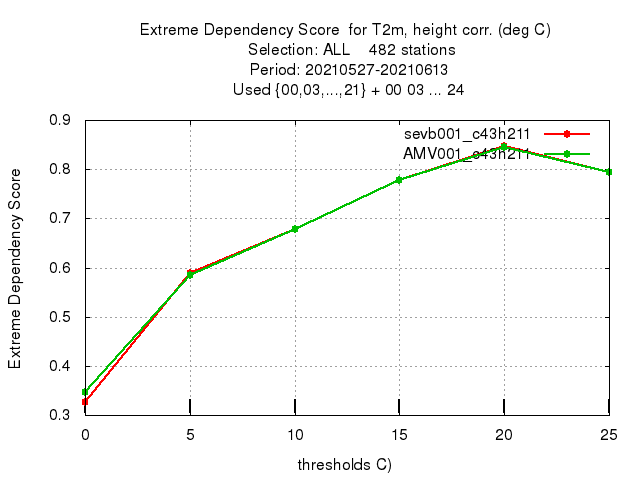 Extreme Dependency Score  for T2m, height corr. (deg C)
Selection: ALL    482 stations
Period: 20210527-20210613
Used {00,03,...,21} + 00 03 ... 24
sevb001_c43h211
AMV001_c43h211
Extreme Dependency Score
0.9
0.8
0.7
0.6
0.5
0.4
0.3
0 5 10 15 20 25
thresholds C)